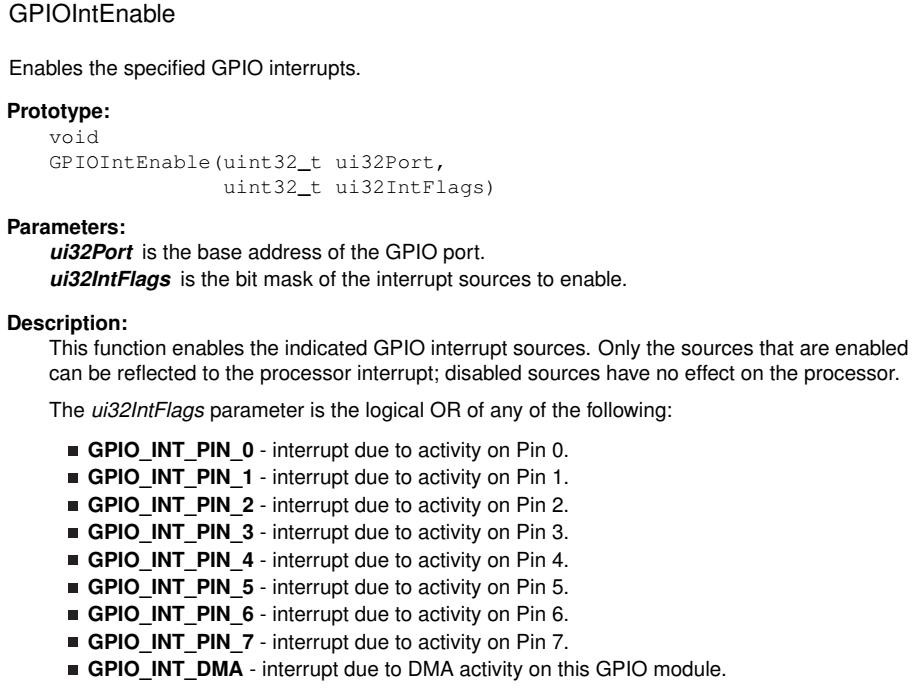 GPIOIntEnable
Enables the specified GPIO interrupts.
Prototype:
void
GPIOIntEnable(uint32_t ui32Port,
uint32_t ui32IntFlags)
Parameters:
ui32Port is the base address of the GPIO port.
ui32IntFlags is the bit mask of the interrupt sources to enable.
Description:
This function enables the indicated GPIO interrupt sources. Only the sources that are enabled
can be reflected to the processor interrupt; disabled sources have no effect on the processor.
The ui32IntFlags parameter is the logical OR of any of the following:
■ GPIO_INT_PIN_0 - interrupt due to activity on Pin 0.
■ GPIO_INT_PIN_1 - interrupt due to activity on Pin 1.
■ GPIO_INT_PIN_2 - interrupt due to activity on Pin 2.
■ GPIO_INT_PIN_3 - interrupt due to activity on Pin 3.
■ GPIO_INT_PIN_4 - interrupt due to activity on Pin 4.
■ GPIO_INT_PIN_5 - interrupt due to activity on Pin 5.
■ GPIO_INT_PIN_6 - interrupt due to activity on Pin 6.
■ GPIO_INT_PIN_7 - interrupt due to activity on Pin 7.
■ GPIO_INT_DMA - interrupt due to DMA activity on this GPIO module.